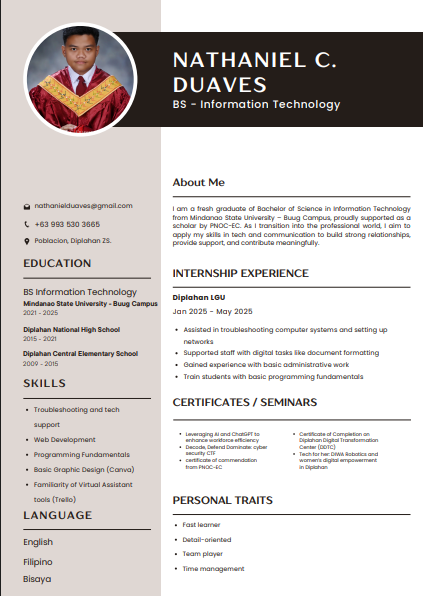 NATHANIEL C.
DUAVES
BS - Information Technology
nathanielduaves@gmail.com
+63 993 530 3665
Poblacion, Diplahan ZS.
EDUCATION
BS Information Technology
Mindanao State University - Buug Campus
2021 - 2025
Diplahan National High School
2015 - 2021
Diplahan Central Elementary School
2009 - 2015
SKILLS
• Troubleshooting and tech
support
• Web Development
• Programming Fundamentals
• Basic Graphic Design (Canva)
• Familiarity of Virtual Assistant
tools (Trello)
LANGUAGE
English
Filipino
Bisaya
About Me
I am a fresh graduate of Bachelor of Science in Information Technology
from Mindanao State University – Buug Campus, proudly supported as a
scholar by PNOC-EC. As I transition into the professional world, I aim to
apply my skills in tech and communication to build strong relationships,
provide support, and contribute meaningfully.
INTERNSHIP EXPERIENCE
Diplahan LGU
Jan 2025 - May 2025
• Assisted in troubleshooting computer systems and setting up
networks
• Supported staff with digital tasks like document formatting
• Gained experience with basic administrative work
• Train students with basic programming fundamentals
CERTIFICATES / SEMINARS
• Leveraging AI and ChatGPT to
enhance workforce efficiency
• Decode, Defend Dominate: cyber
security CTF
• certificate of commendation
from PNOC-EC
• Certificate of Completion on
Diplahan Digital Transformation
Center (DDTC)
• Tech for her: DIWA Robotics and
women's digital empowerment
in Diplahan
PERSONAL TRAITS
• Fast learner
• Detail-oriented
• Team player
• Time management